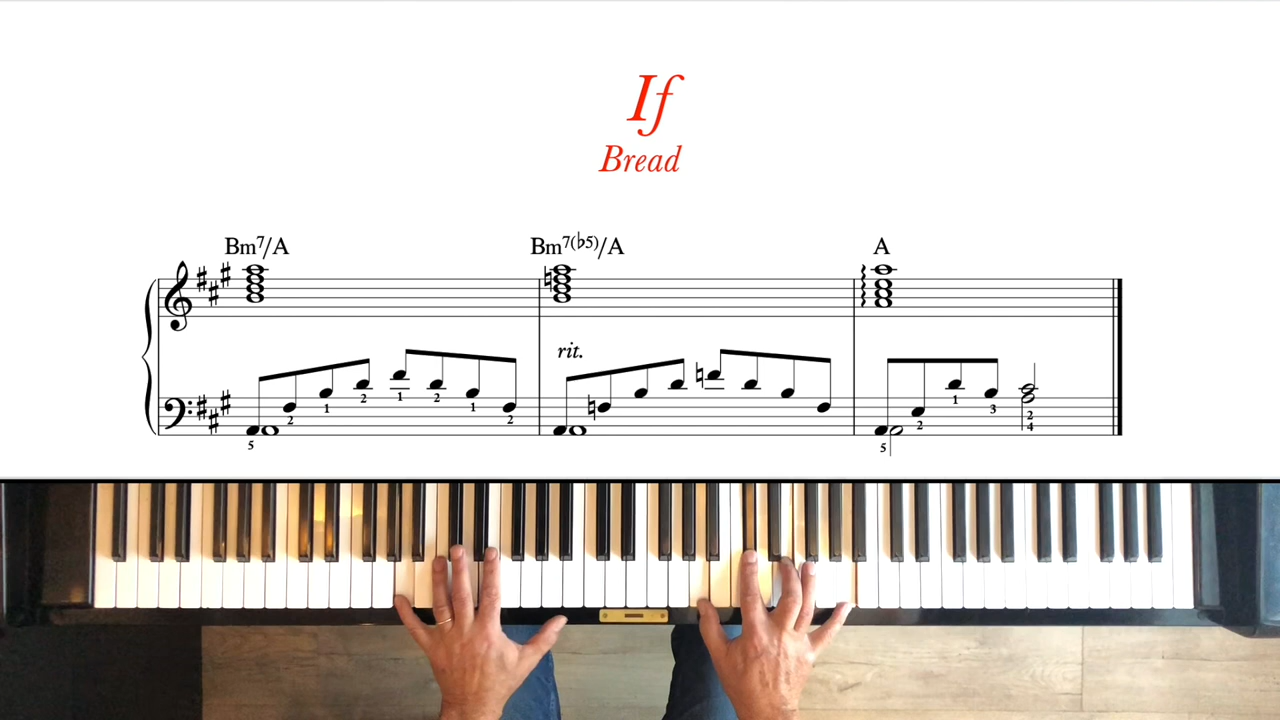 If
Bread
Bm7/A Bm7(♭5)/A A
rit.
2 1 2 1 2 1 2 2 1 3 2
5 5 4